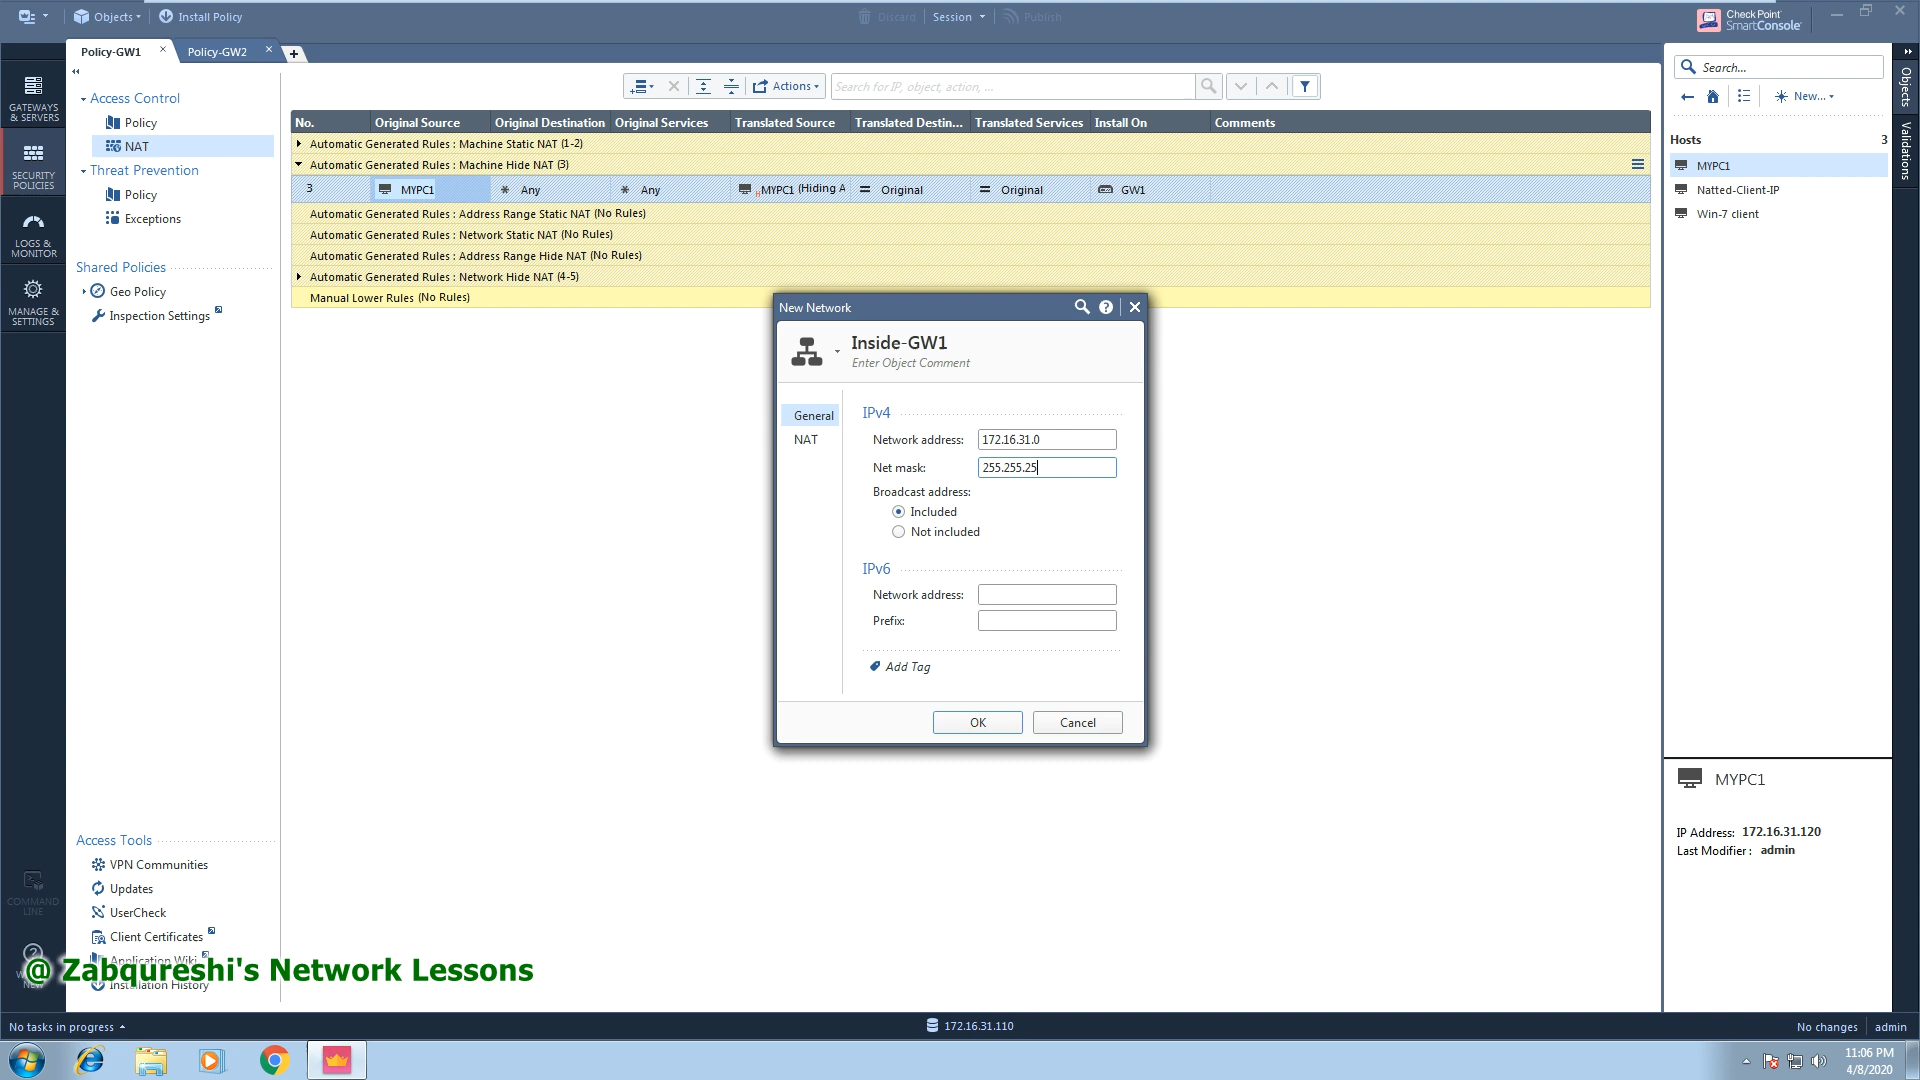 Objects
Install Policy
Discard
Session
Publish
Check Point
SmartConsole
Policy-GW1
Policy-GW2
GATEWAYS
& SERVERS
SECURITY
POLICIES
LOGS &
MONITOR
MANAGE &
SETTINGS
COMMAND
LINE
Access Control
Policy
NAT
Threat Prevention
Policy
Exceptions
Shared Policies
Geo Policy
Inspection Settings
Access Tools
VPN Communities
Updates
UserCheck
Client Certificates
Application Wiki
Installation History
Actions
Search for IP, object, action, ...
No. Original Source Original Destination Original Services Translated Source Translated Destin... Translated Services Install On Comments
Automatic Generated Rules : Machine Static NAT (1-2)
Automatic Generated Rules : Machine Hide NAT (3)
3 MYPC1 Any Any MYPC1 (Hiding A Original Original GW1
Automatic Generated Rules : Address Range Static NAT (No Rules)
Automatic Generated Rules : Network Static NAT (No Rules)
Automatic Generated Rules : Address Range Hide NAT (No Rules)
Automatic Generated Rules : Network Hide NAT (4-5)
Manual Lower Rules (No Rules)
New Network
Inside-GW1
Enter Object Comment
General
NAT
IPv4
Network address: 172.16.31.0
Net mask: 255.255.25
Broadcast address:
Included
Not included
IPv6
Network address:
Prefix:
Add Tag
OK Cancel
Search...
New...
Hosts 3
MYPC1
Natted-Client-IP
Win-7 client
Objects
Validations
MYPC1
IP Address: 172.16.31.120
Last Modifier : admin
@ Zabqureshi's Network Lessons
No tasks in progress
172.16.31.110
No changes
admin
11:06 PM
4/8/2020